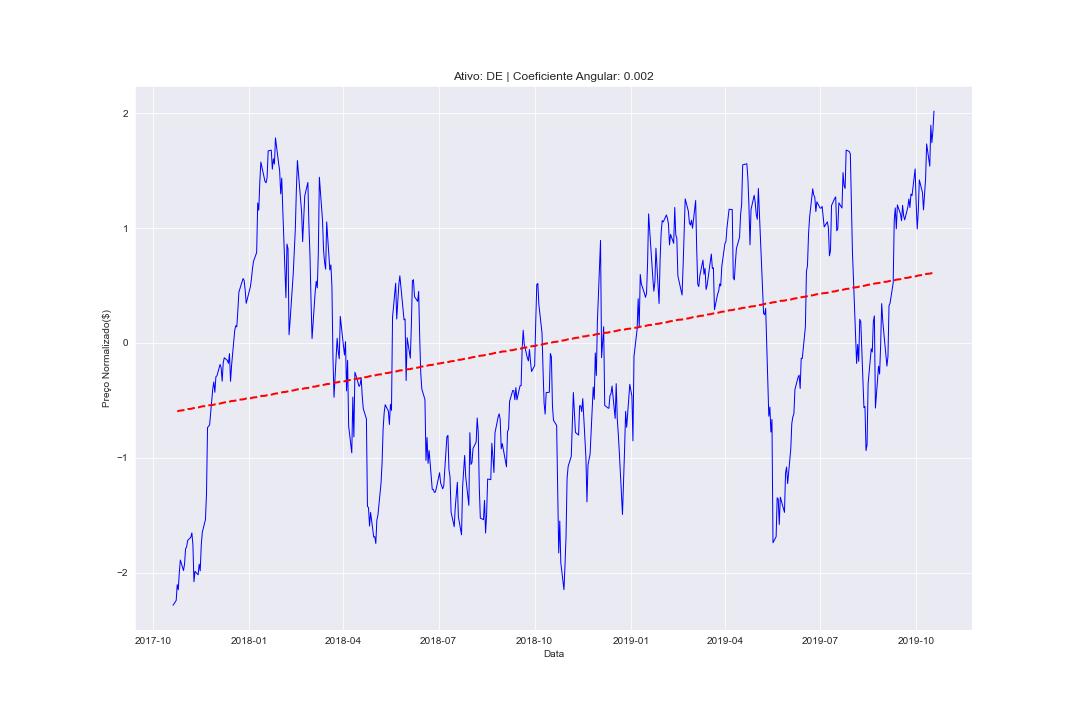 Ativo: DE | Coeficiente Angular: 0.002
Preço Normalizado($)
2
1
0
−1
−2
2017-10 2018-01 2018-04 2018-07 2018-10 2019-01 2019-04 2019-07 2019-10
Data